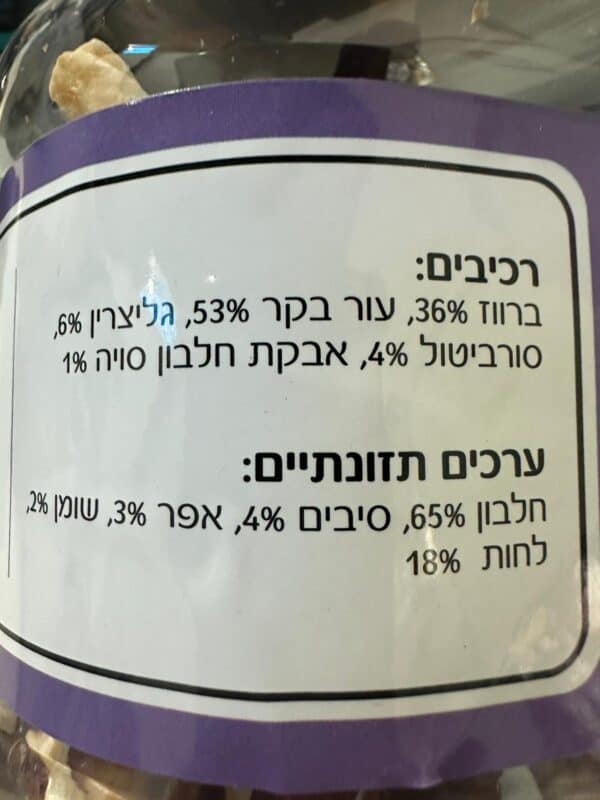 רכיבים:
ברווז 36%, עור בקר 53%, גליצרין 6%,
סורביטול 4%, אבקת חלבון סויה 1%
ערכים תזונתיים:
חלבון 65%, סיבים 4%, אפר 3%, שומן 2%,
לחות 18%